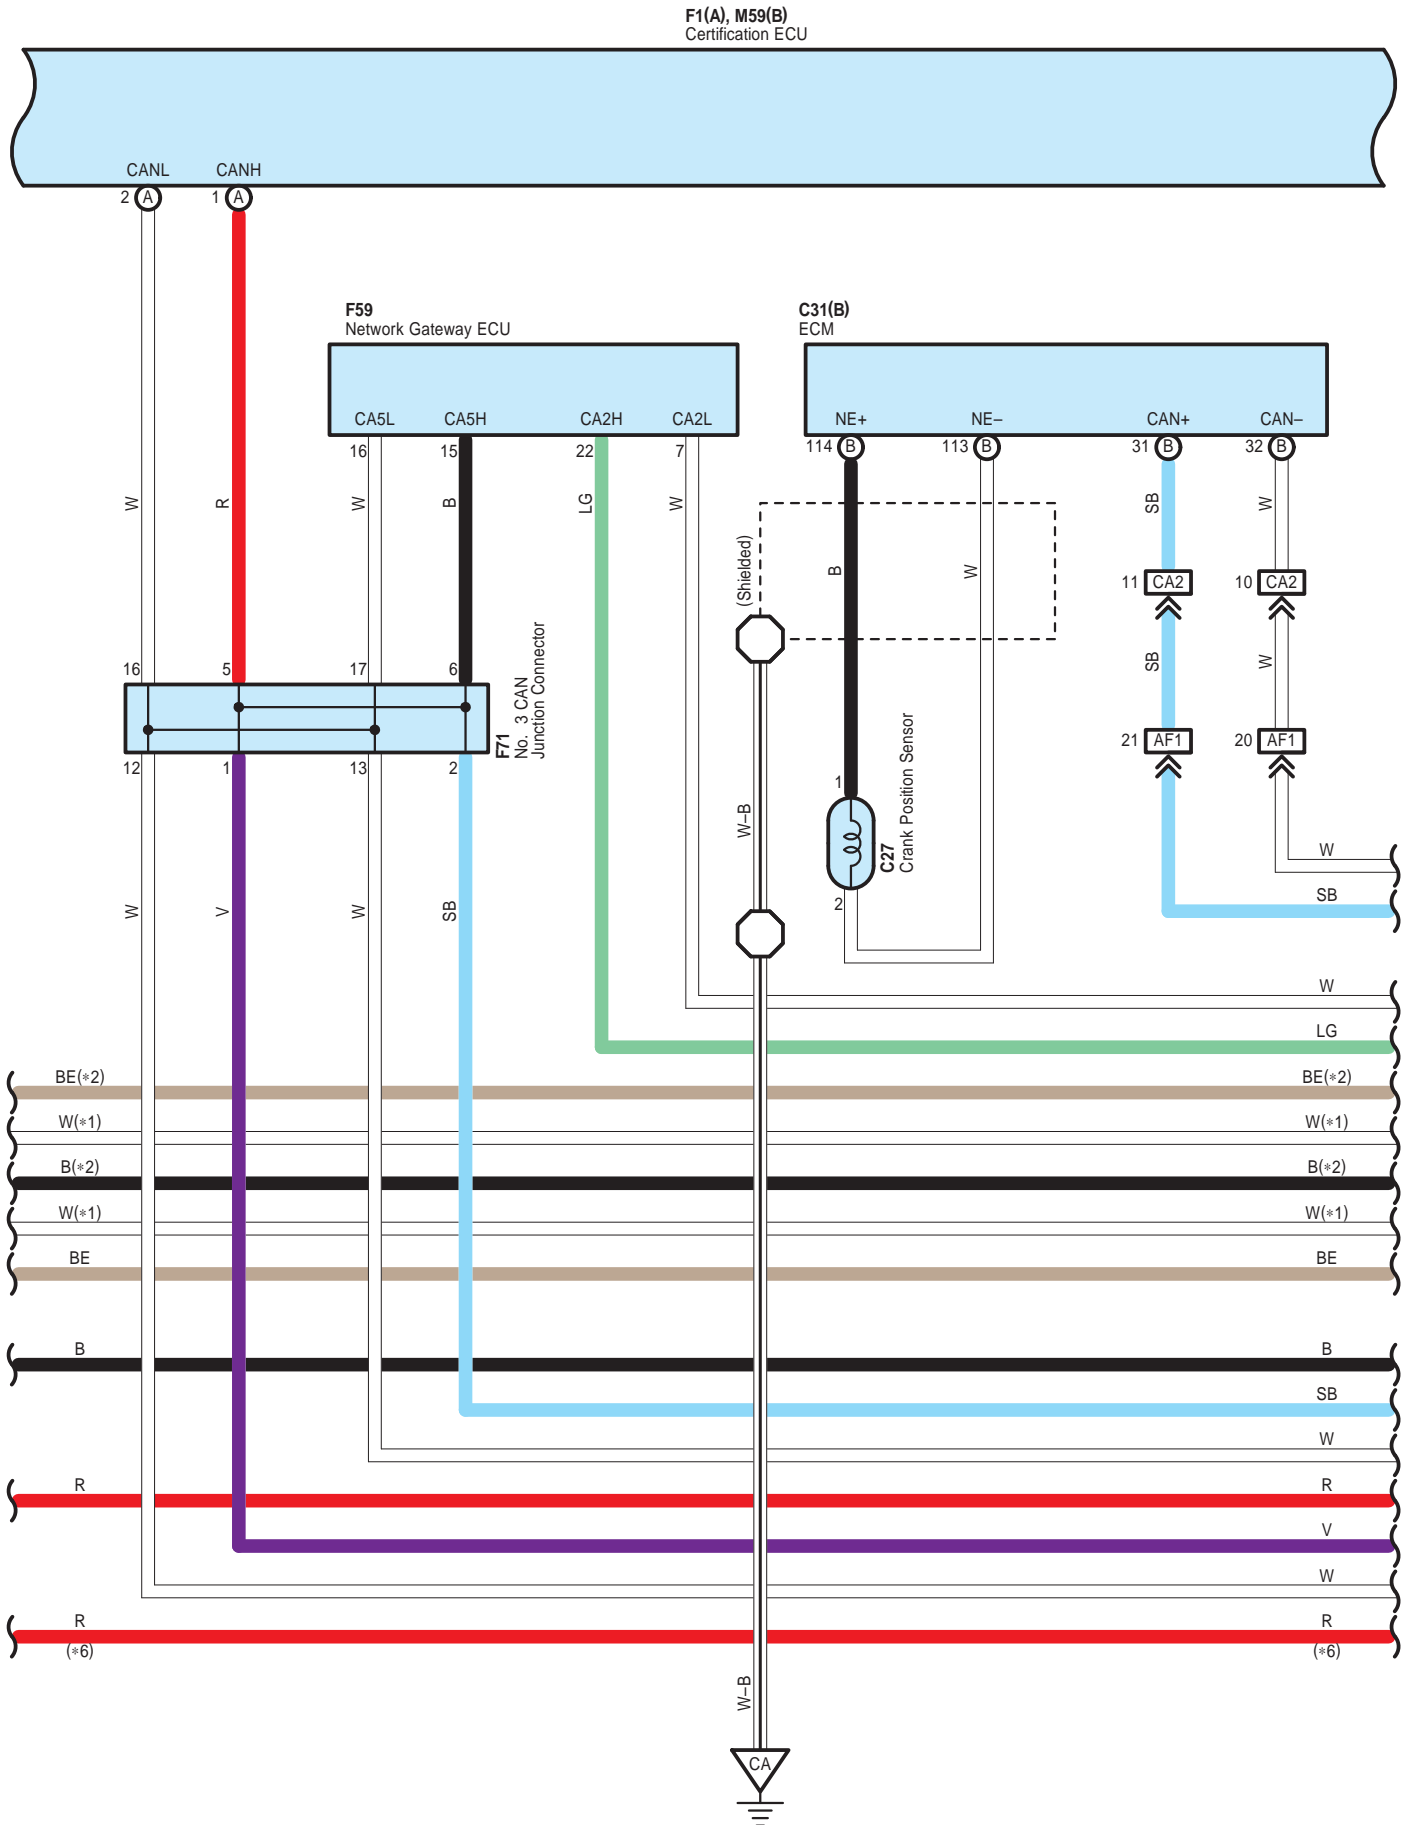 F1(A), M59(B)
Certification ECU
CANL CANH
2 A 1 A
F59
Network Gateway ECU
C31(B)
ECM
CA5L CA5H CA2H CA2L
NE+ NE– CAN+ CAN–
16 15 22 7
114 B 113 B 31 B 32 B
W R W B LG W SB W
(Shielded)
B W
11 CA2 10 CA2
SB W
16 5 17 6
F71
No. 3 CAN
Junction Connector
21 AF1 20 AF1
12 1 13 2
1
C27
Crank Position Sensor
2
W–B
W
SB
W V W SB
W
LG
BE(*2) BE(*2)
W(*1) W(*1)
B(*2) B(*2)
W(*1) W(*1)
BE BE
B B
SB
W
R R
V
W
R R
(*6) (*6)
W–B
CA